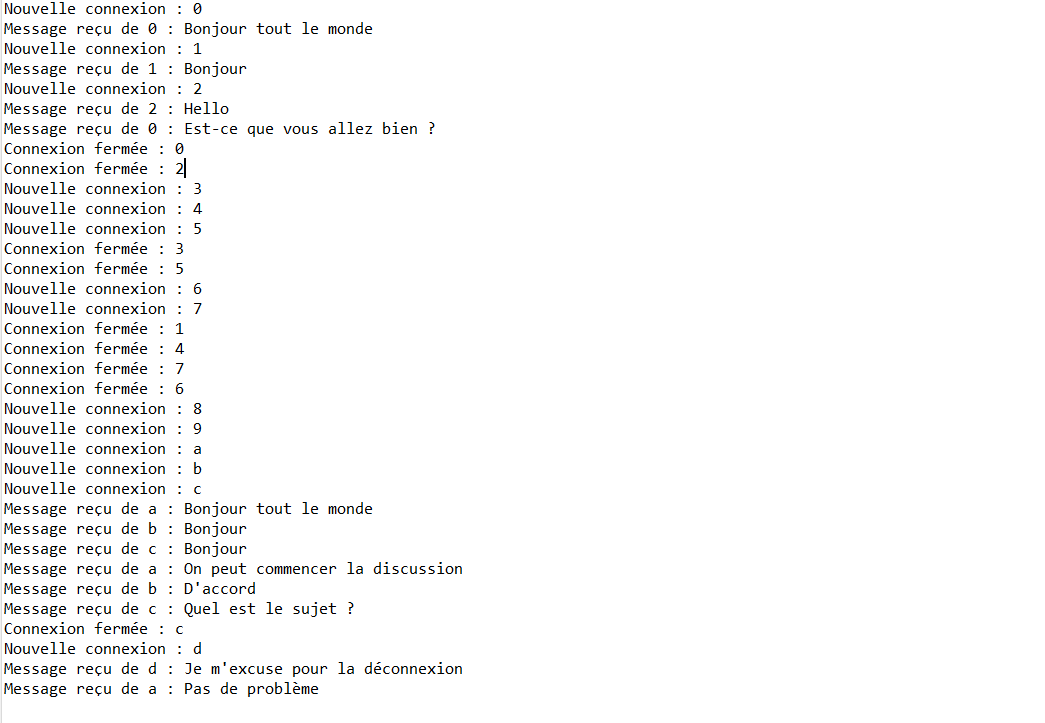 Nouvelle connexion : 0
Message reçu de 0 : Bonjour tout le monde
Nouvelle connexion : 1
Message reçu de 1 : Bonjour
Nouvelle connexion : 2
Message reçu de 2 : Hello
Message reçu de 0 : Est-ce que vous allez bien ?
Connexion fermée : 0
Connexion fermée : 2
Nouvelle connexion : 3
Nouvelle connexion : 4
Nouvelle connexion : 5
Connexion fermée : 3
Connexion fermée : 5
Nouvelle connexion : 6
Nouvelle connexion : 7
Connexion fermée : 1
Connexion fermée : 4
Connexion fermée : 7
Connexion fermée : 6
Nouvelle connexion : 8
Nouvelle connexion : 9
Nouvelle connexion : a
Nouvelle connexion : b
Nouvelle connexion : c
Message reçu de a : Bonjour tout le monde
Message reçu de b : Bonjour
Message reçu de c : Bonjour
Message reçu de a : On peut commencer la discussion
Message reçu de b : D'accord
Message reçu de c : Quel est le sujet ?
Connexion fermée : c
Nouvelle connexion : d
Message reçu de d : Je m'excuse pour la déconnexion
Message reçu de a : Pas de problème